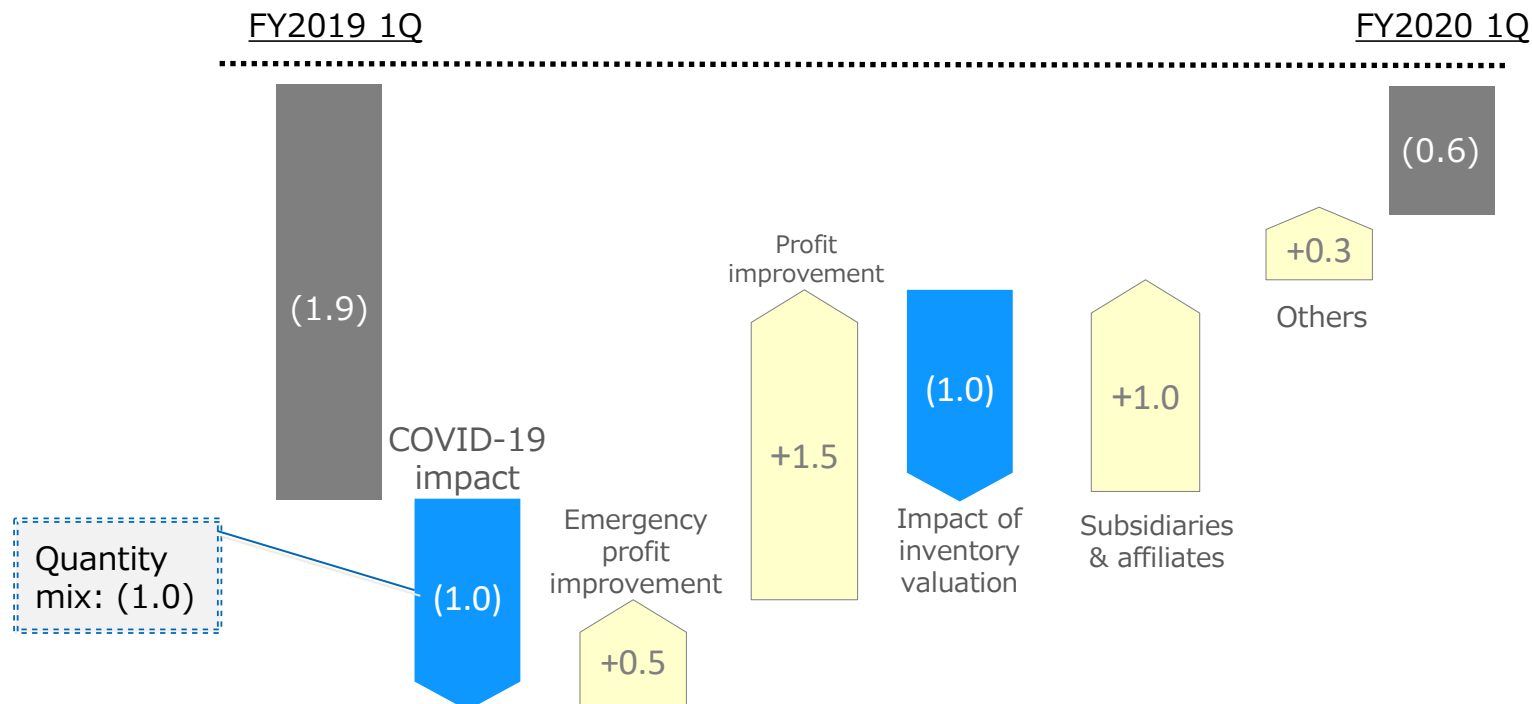 FY2019 1Q
FY2020 1Q
(1.9)
COVID-19
impact
(1.0)
Quantity
mix: (1.0)
Emergency
profit
improvement
+0.5
Profit
improvement
+1.5
(1.0)
Impact of
inventory
valuation
+1.0
Subsidiaries
& affiliates
+0.3
Others
(0.6)